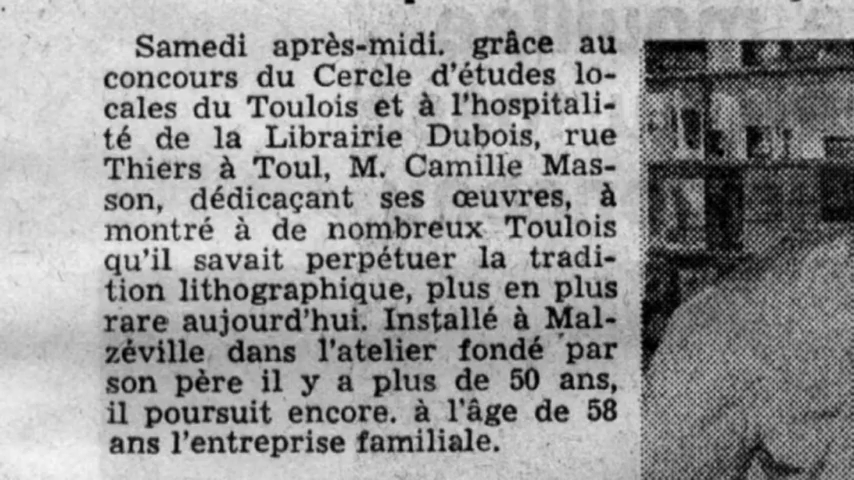 Samedi après-midi. grâce au
concours du Cercle d'études lo-
cales du Toulois et à l'hospitali-
té de la Librairie Dubois, rue
Thiers à Toul, M. Camille Mas-
son, dédicaçant ses œuvres, à
montré à de nombreux Toulois
qu'il savait perpétuer la tradi-
tion lithographique, plus en plus
rare aujourd'hui. Installé à Mal-
zéville dans l'atelier fondé par
son père il y a plus de 50 ans,
il poursuit encore. à l'âge de 58
ans l'entreprise familiale.